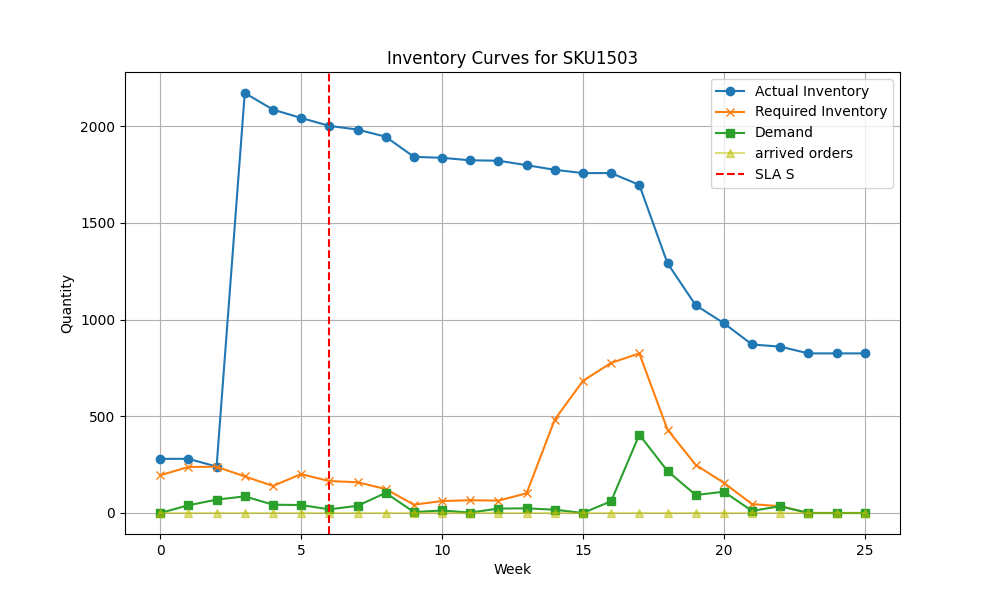 Inventory Curves for SKU1503
Actual Inventory
Required Inventory
Demand
arrived orders
SLA S
Quantity
2000
1500
1000
500
0
0 5 10 15 20 25
Week